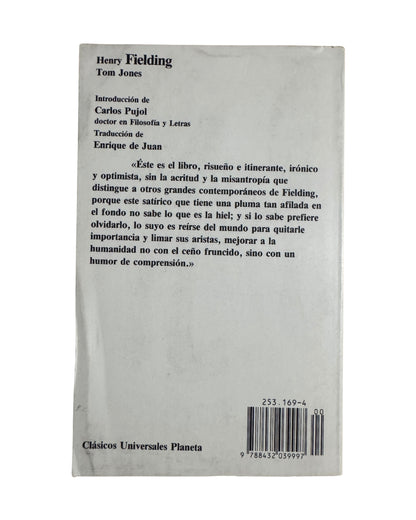 Henry Fielding
Tom Jones
Introducción de
Carlos Pujol
doctor en Filosofía y Letras
Traducción de
Enrique de Juan
«Éste es el libro, risueño e itinerante, irónico
y optimista, sin la acritud y la misantropía que
distingue a otros grandes contemporáneos de Fielding,
porque este satírico que tiene una pluma tan afilada en
el fondo no sabe lo que es la hiel; y si lo sabe prefiere
olvidarlo, lo suyo es reírse del mundo para quitarle
importancia y limar sus aristas, mejorar a la
humanidad no con el ceño fruncido, sino con un
humor de comprensión.»
253.169-4
00
9 788432 039997
Clásicos Universales Planeta